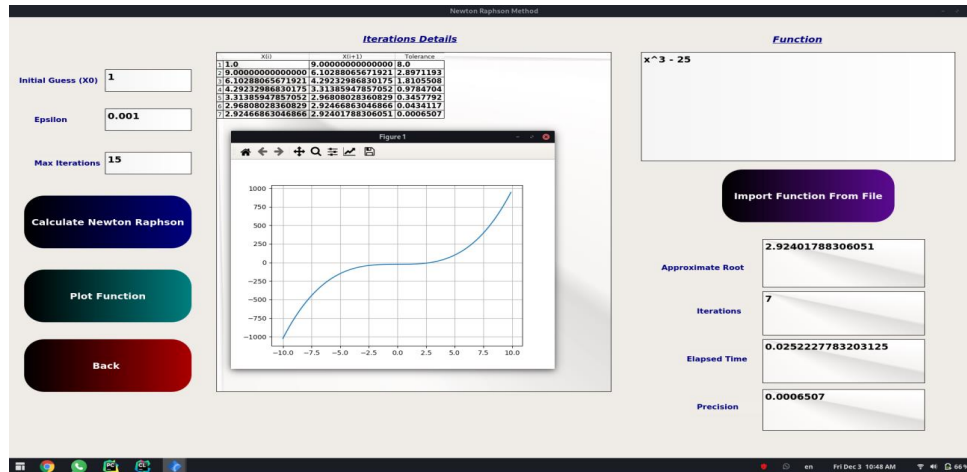 Newton Raphson Method
Iterations Details
Function
X(i) X(i+1) Tolerance
1 1.0 9.00000000000000 8.0
2 9.00000000000000 6.10288065671921 2.8971193
3 6.10288065671921 4.29232986830175 1.8105508
4 4.29232986830175 3.31385947857052 0.9784704
5 3.31385947857052 2.96808028360829 0.3457792
6 2.96808028360829 2.92466863046866 0.0434117
7 2.92466863046866 2.92401788306051 0.0006507
x^3 - 25
Initial Guess (X0) 1
Epsilon 0.001
Max Iterations 15
Calculate Newton Raphson
Plot Function
Back
Figure 1
1000
750
500
250
0
−250
−500
−750
−1000
−10.0 −7.5 −5.0 −2.5 0.0 2.5 5.0 7.5 10.0
Import Function From File
Approximate Root 2.92401788306051
Iterations 7
Elapsed Time 0.0252227783203125
Precision 0.0006507
PC CL
en Fri Dec 3 10:48 AM 66%